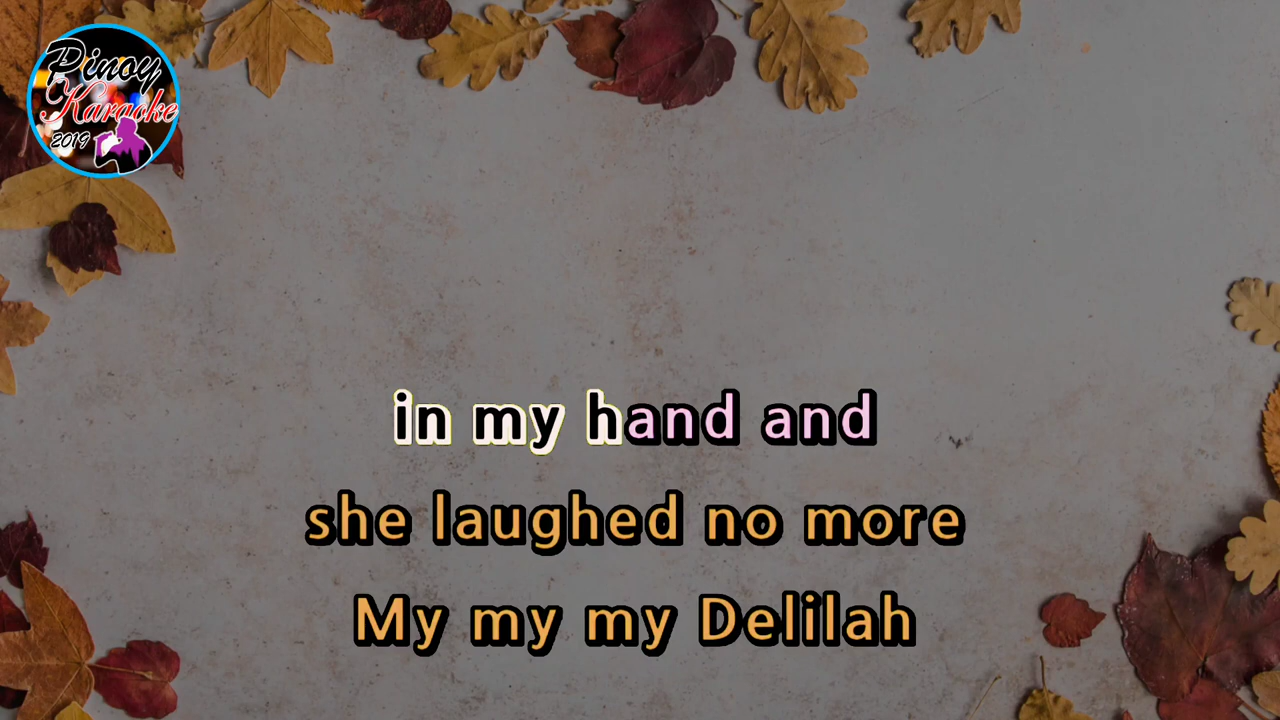 Pinoy
Karaoke
2019
in my hand and
she laughed no more
My my my Delilah